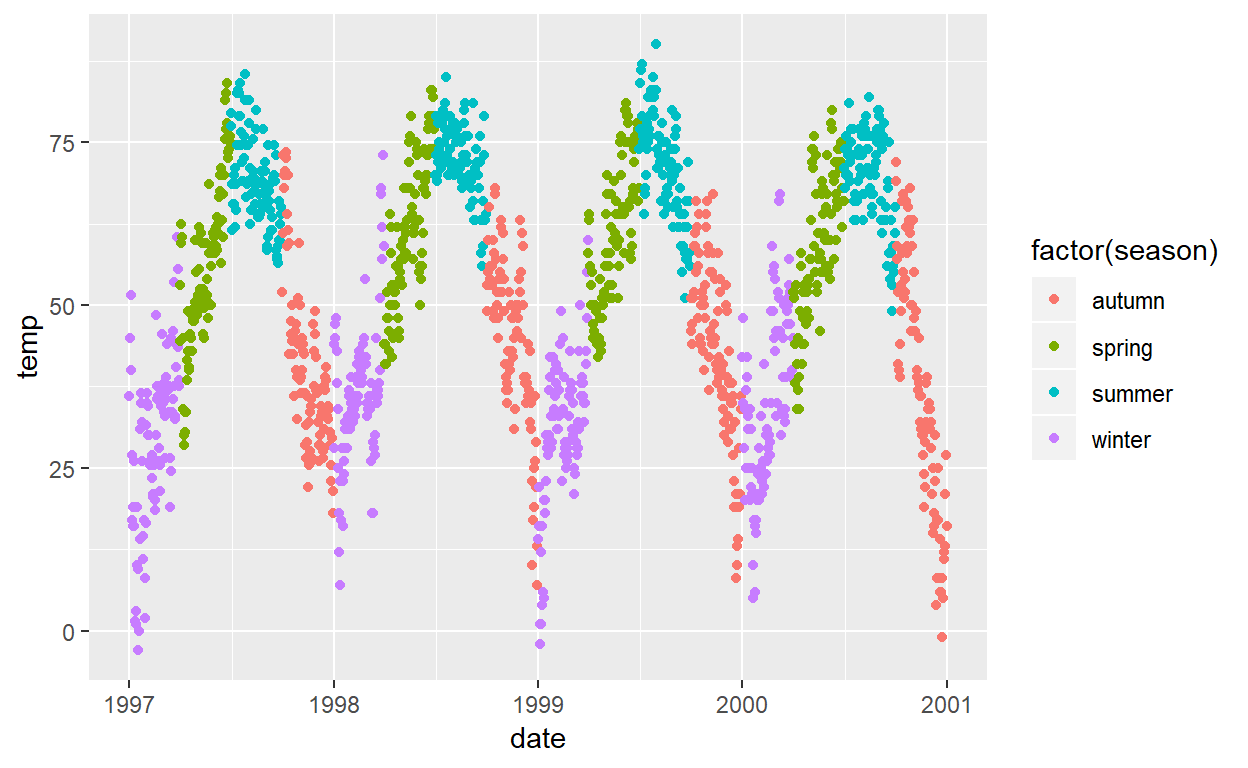 temp
75
50
25
0
1997 1998 1999 2000 2001
date
factor(season)
autumn
spring
summer
winter